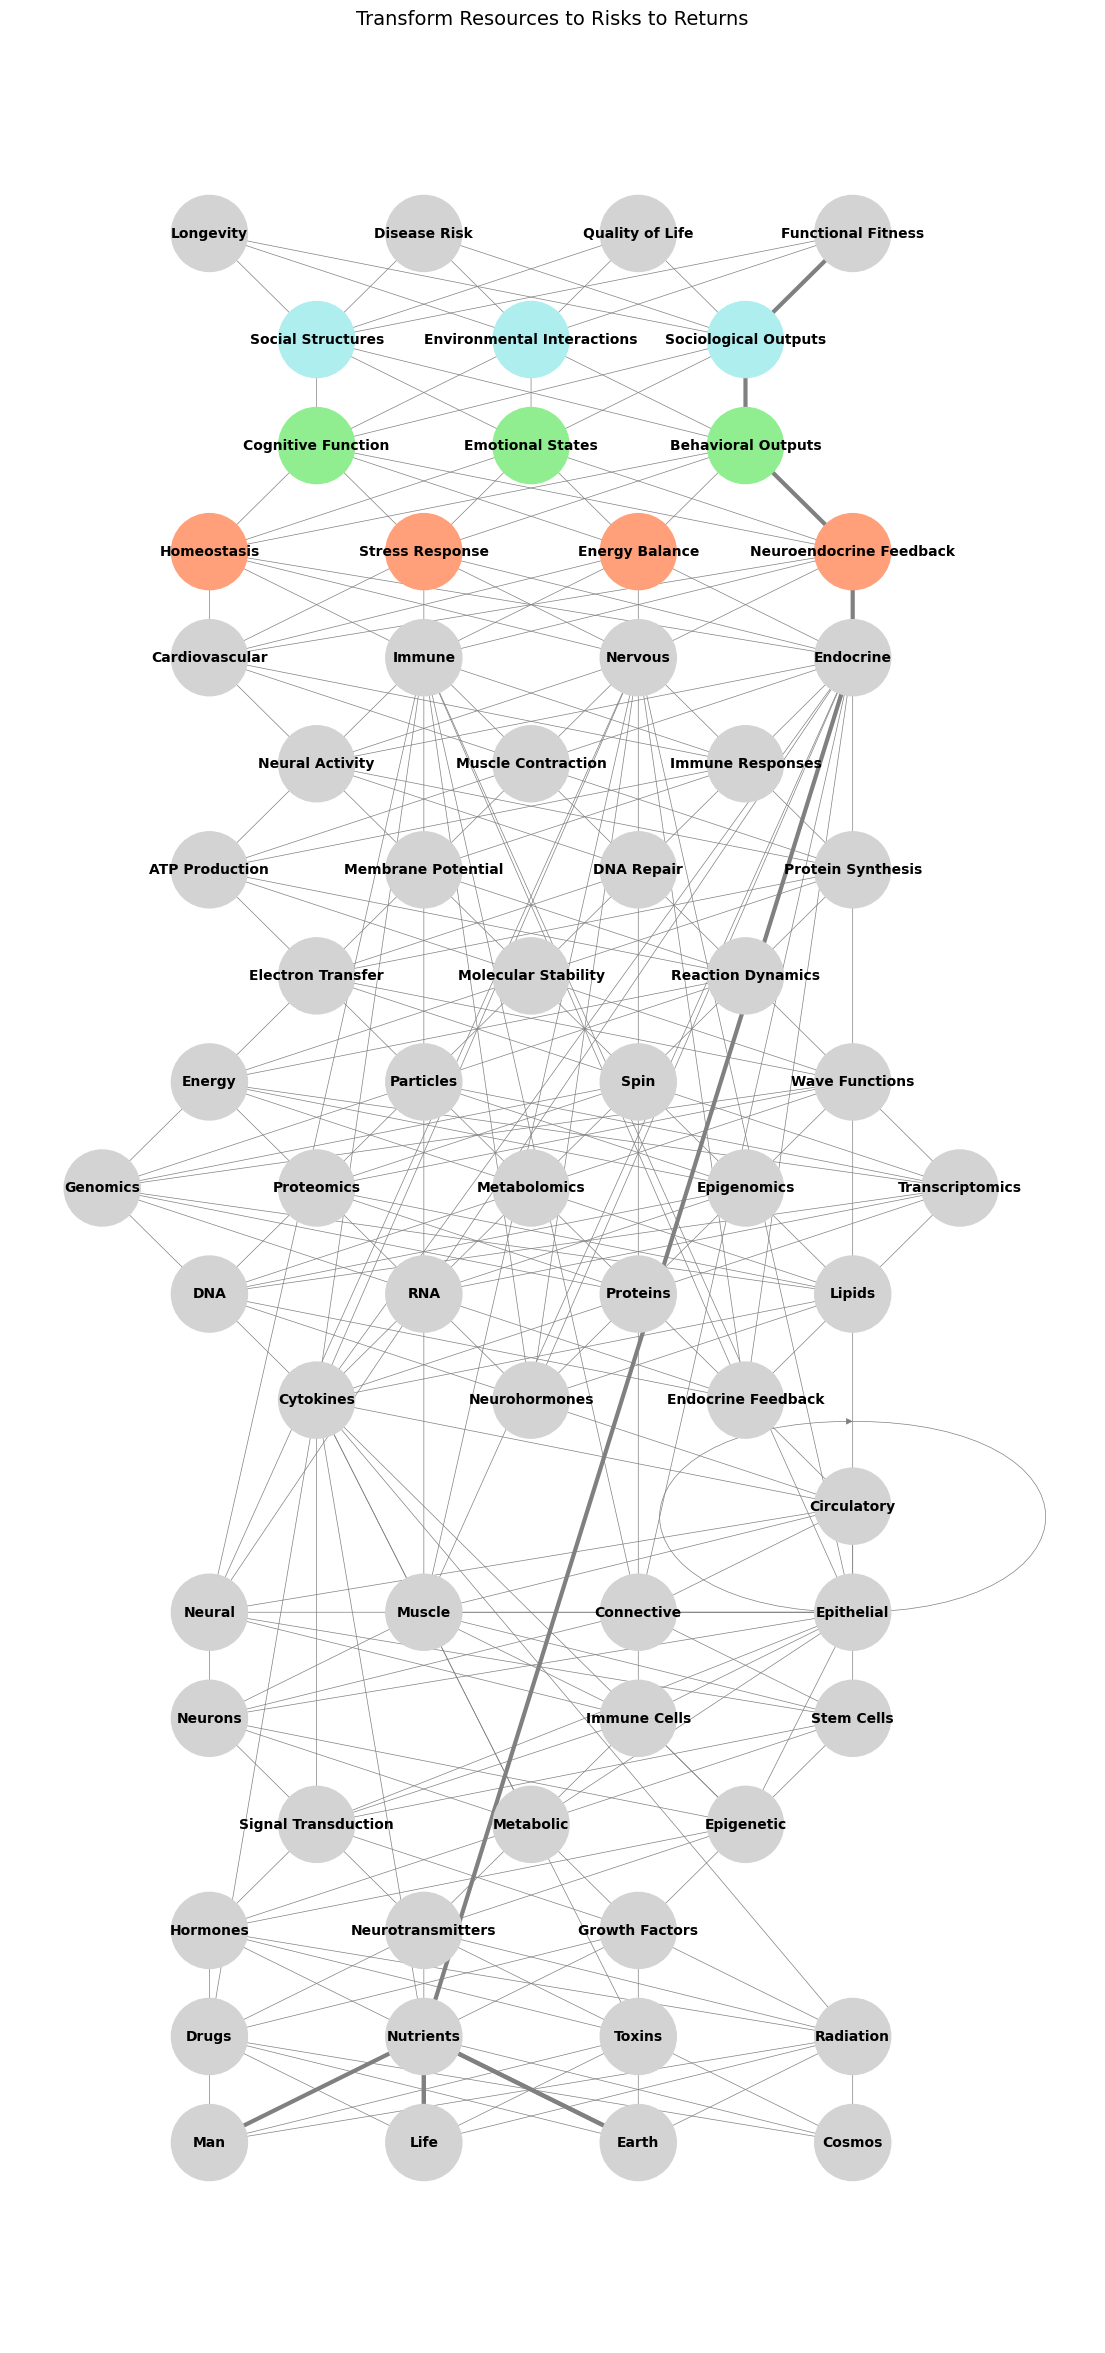 Transform Resources to Risks to Returns
Longevity
Disease Risk
Quality of Life
Functional Fitness
Social Structures
Environmental Interactions
Sociological Outputs
Cognitive Function
Emotional States
Behavioral Outputs
Homeostasis
Stress Response
Energy Balance
Neuroendocrine Feedback
Cardiovascular
Immune
Nervous
Endocrine
Neural Activity
Muscle Contraction
Immune Responses
ATP Production
Membrane Potential
DNA Repair
Protein Synthesis
Electron Transfer
Molecular Stability
Reaction Dynamics
Energy
Particles
Spin
Wave Functions
Genomics
Proteomics
Metabolomics
Epigenomics
Transcriptomics
DNA
RNA
Proteins
Lipids
Cytokines
Neurohormones
Endocrine Feedback
Circulatory
Neural
Muscle
Connective
Epithelial
Neurons
Immune Cells
Stem Cells
Signal Transduction
Metabolic
Epigenetic
Hormones
Neurotransmitters
Growth Factors
Drugs
Nutrients
Toxins
Radiation
Man
Life
Earth
Cosmos